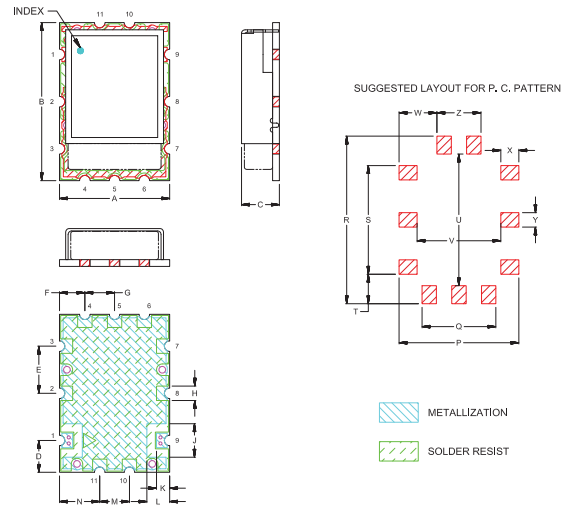 INDEX
11 10
1 9
B 2 8
3 7
4 5 6
A
C
F G
4 5 6
3 7
E
2 8 H
1 9 J
D
K
11 10
N M L
SUGGESTED LAYOUT FOR P. C. PATTERN
W Z
X
R S U Y
V
T
Q
P
METALLIZATION
SOLDER RESIST